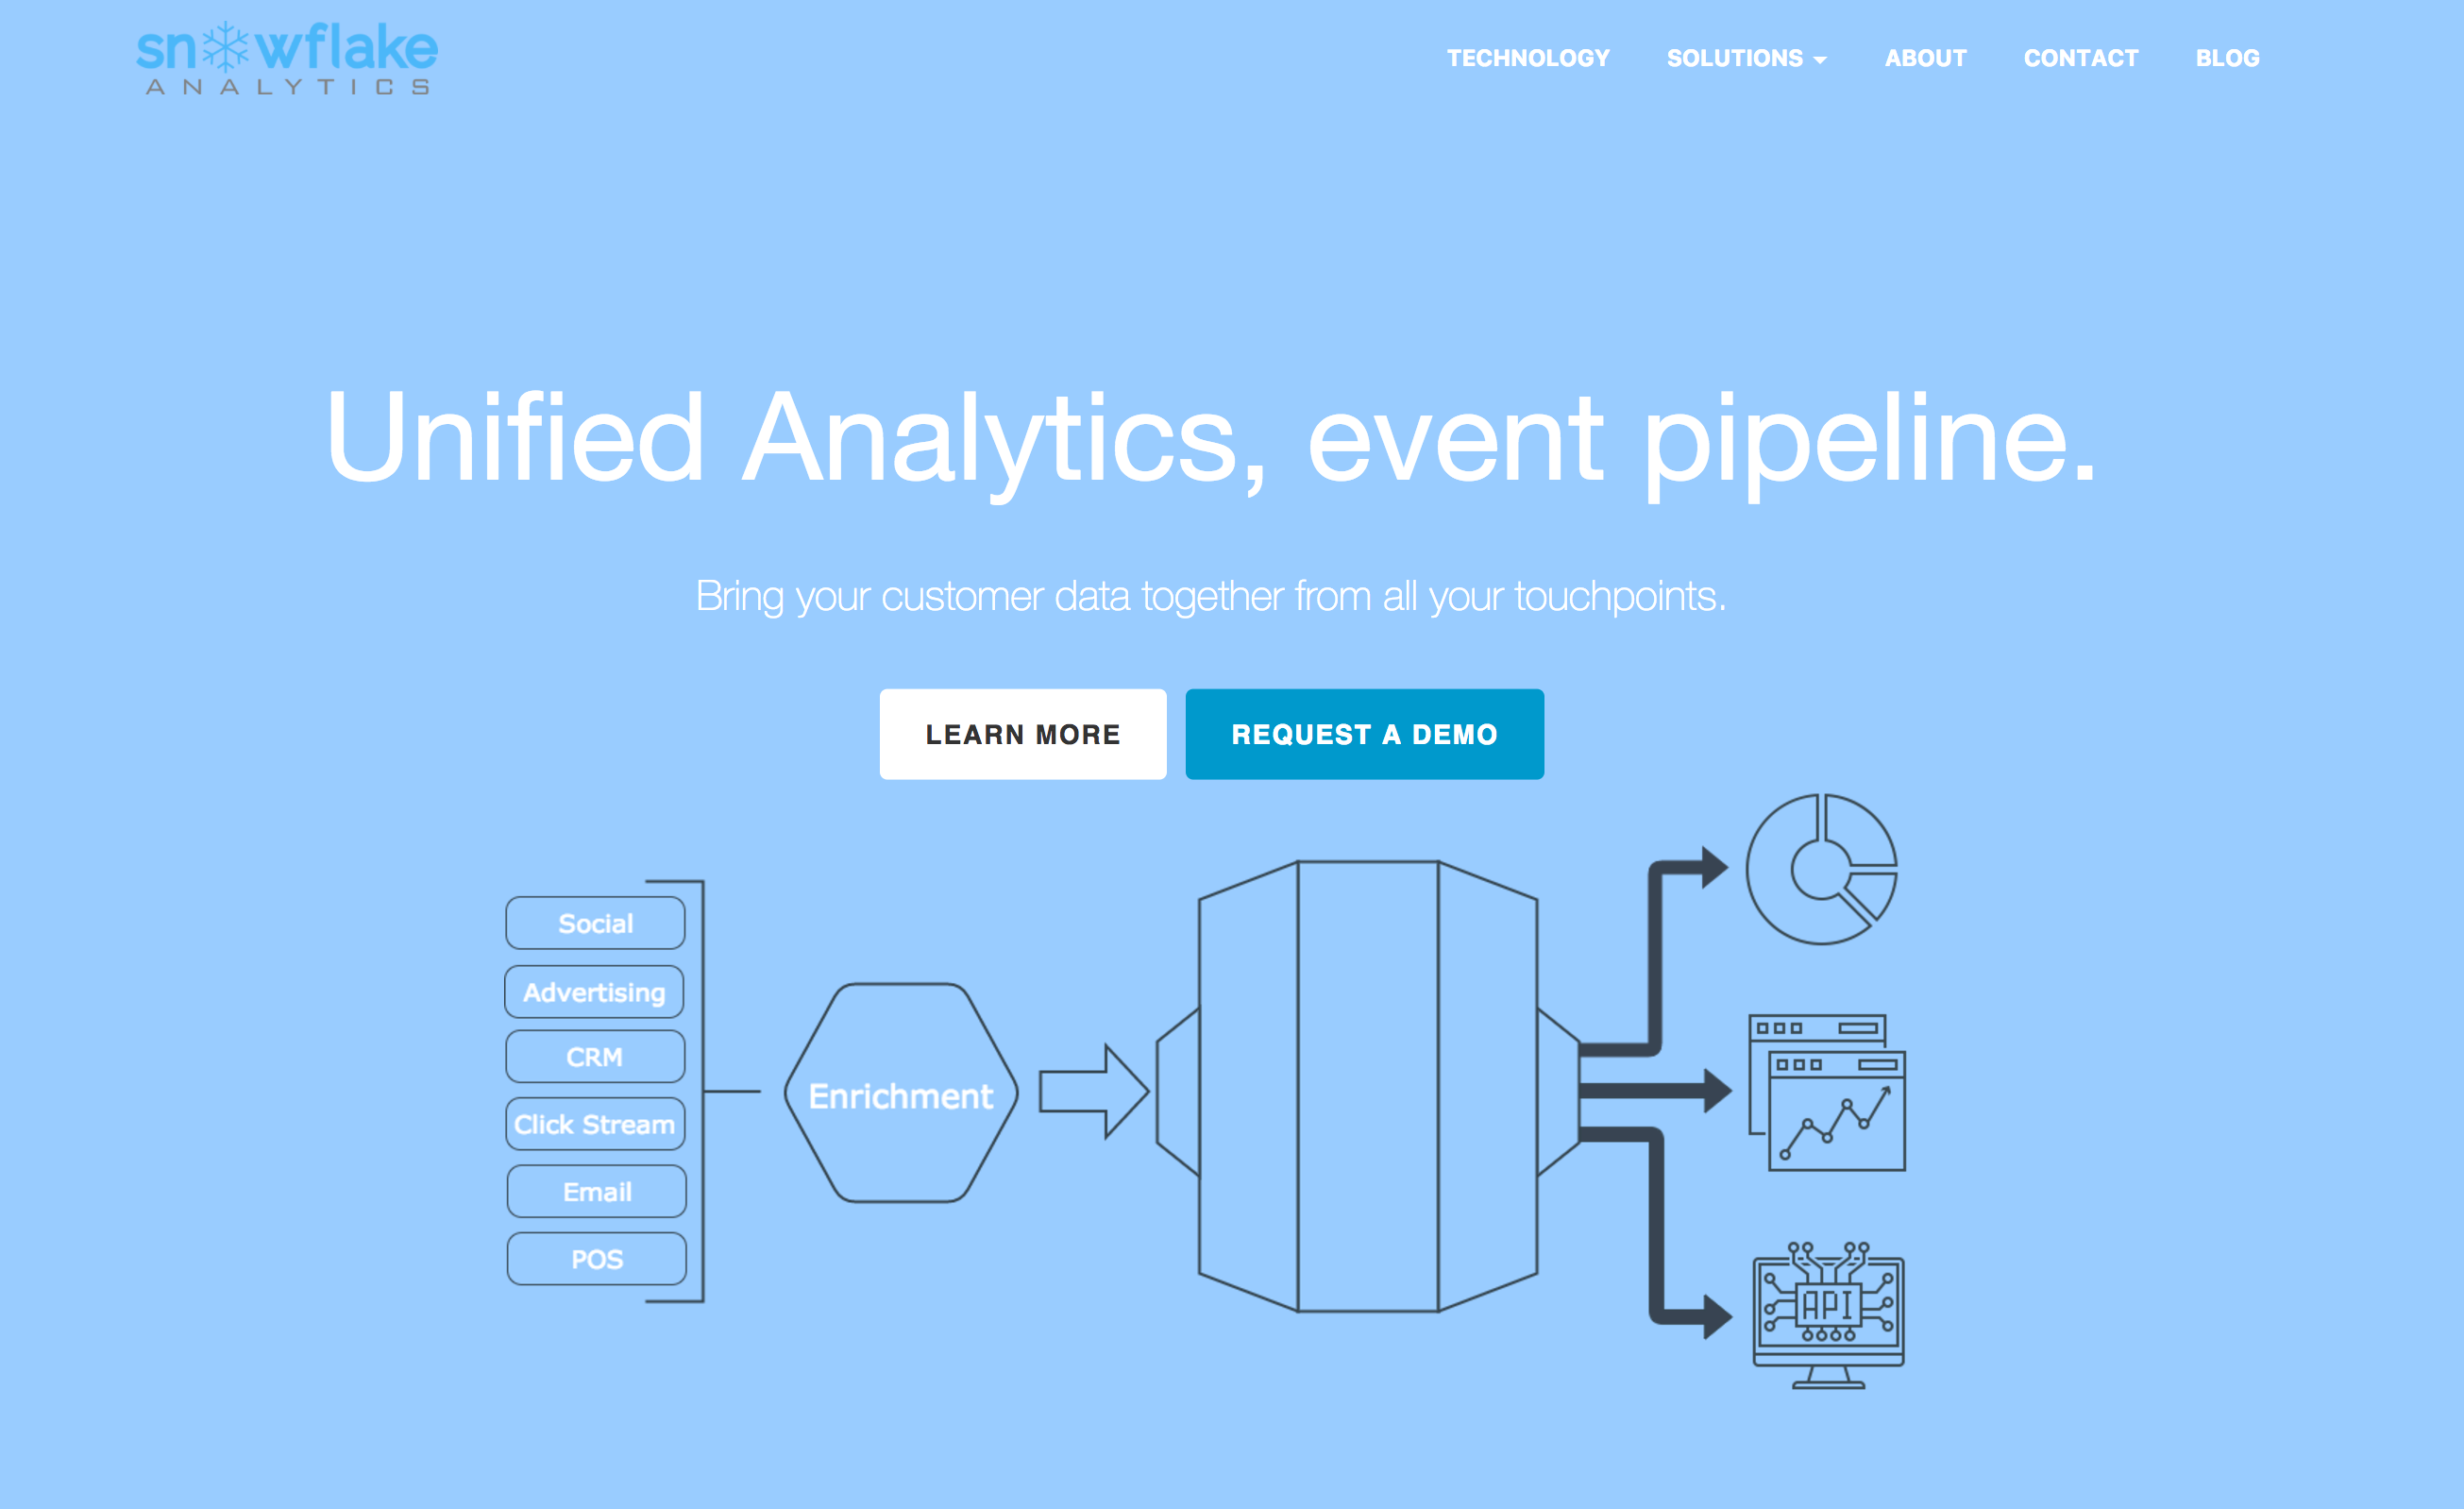 snowflake
ANALYTICS
TECHNOLOGY SOLUTIONS ABOUT CONTACT BLOG
Unified Analytics, event pipeline.
Bring your customer data together from all your touchpoints.
LEARN MORE REQUEST A DEMO
Social
Advertising
CRM
Click Stream
Email
POS
Enrichment
API